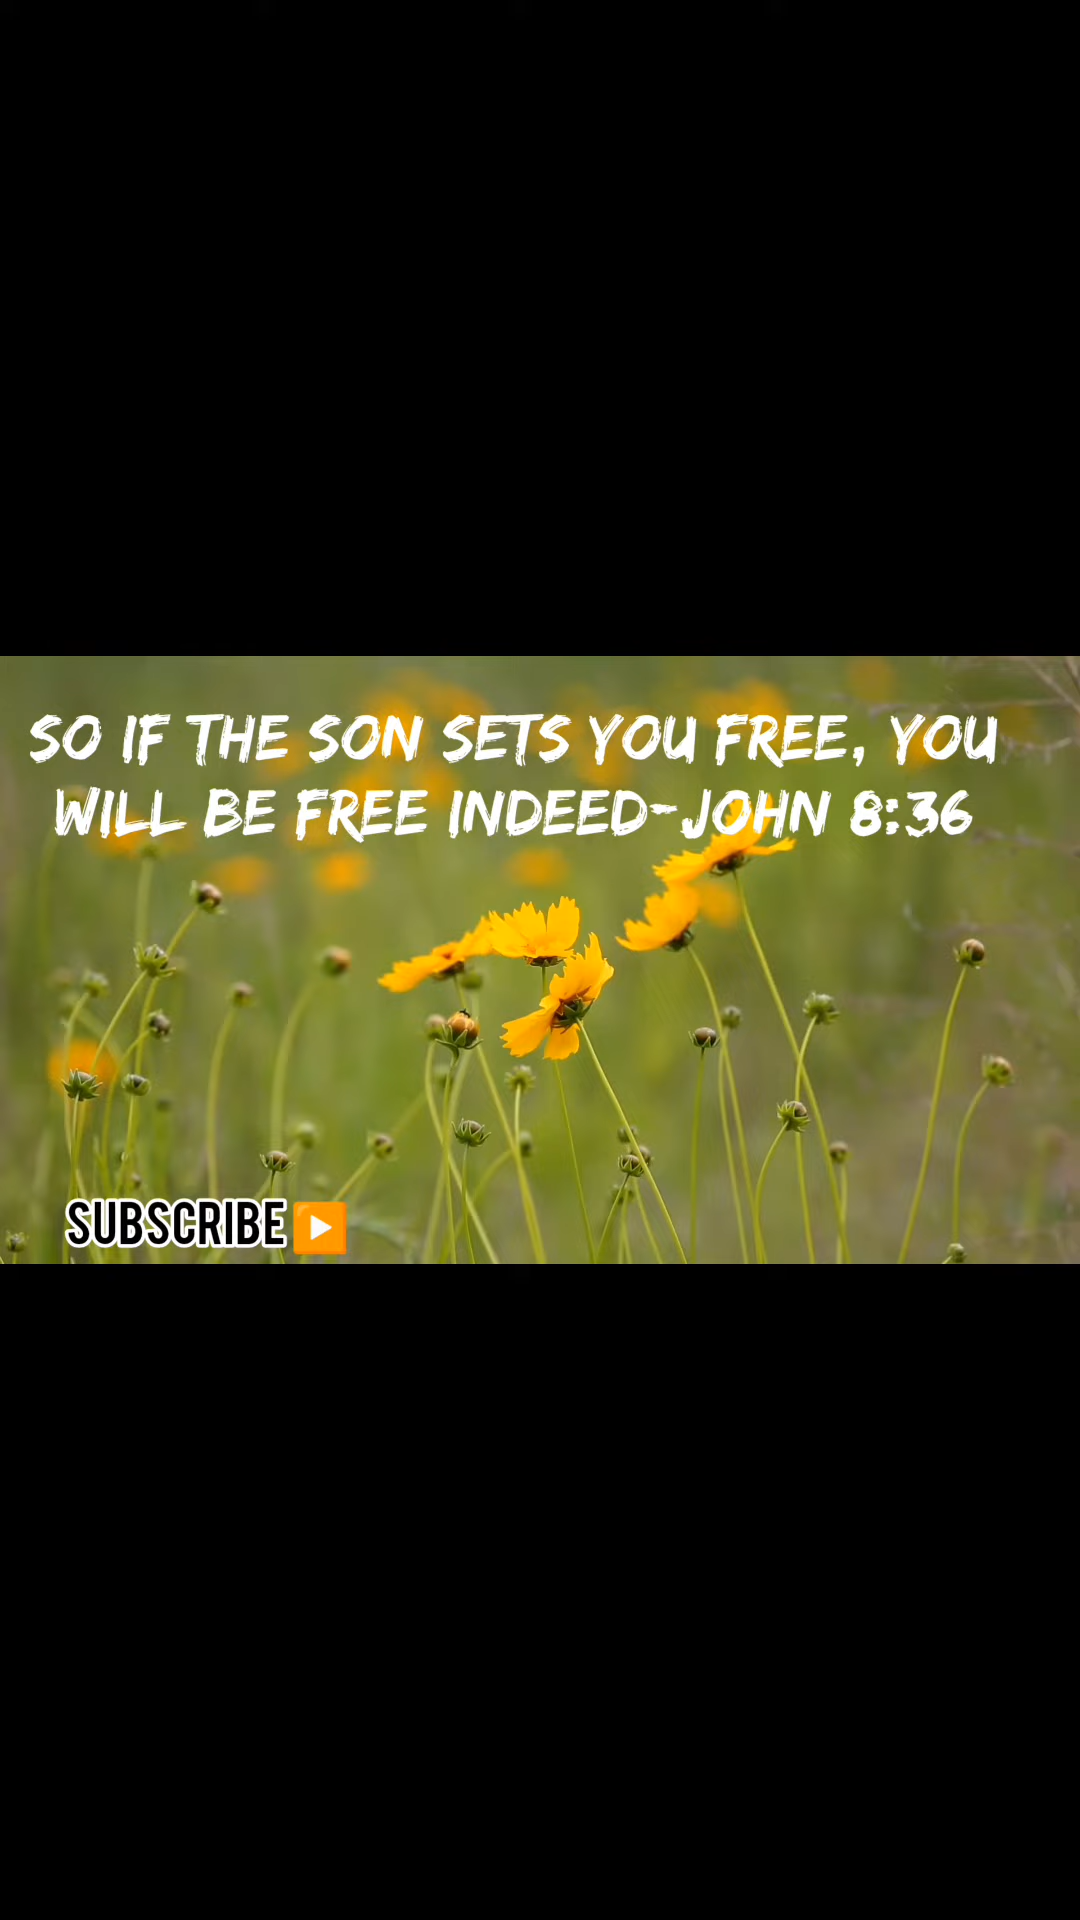 SO IF THE SON SETS YOU FREE, YOU
WILL BE FREE INDEED-JOHN 8:36
SUBSCRIBE